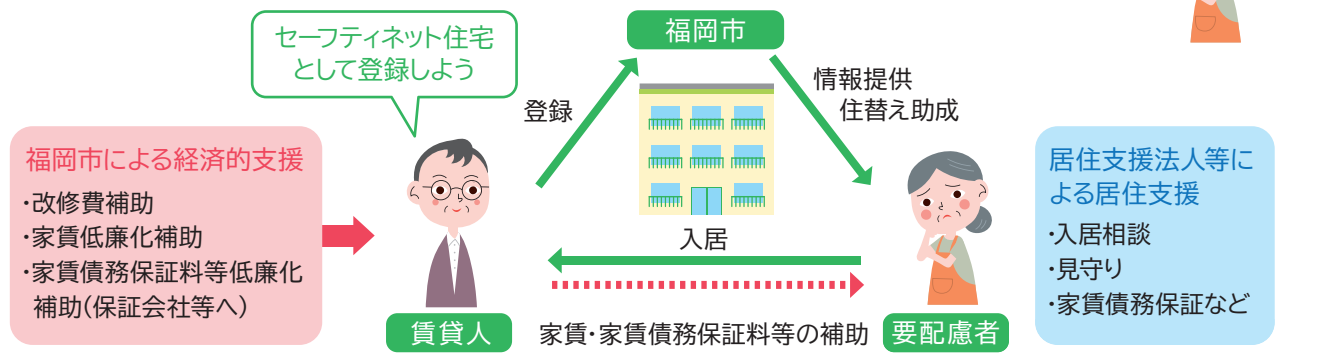 セーフティネット住宅
として登録しよう
福岡市
登録
情報提供
住替え助成
福岡市による経済的支援
・改修費補助
・家賃低廉化補助
・家賃債務保証料等低廉化
補助(保証会社等へ)
入居
賃貸人
家賃・家賃債務保証料等の補助
要配慮者
居住支援法人等に
よる居住支援
・入居相談
・見守り
・家賃債務保証など